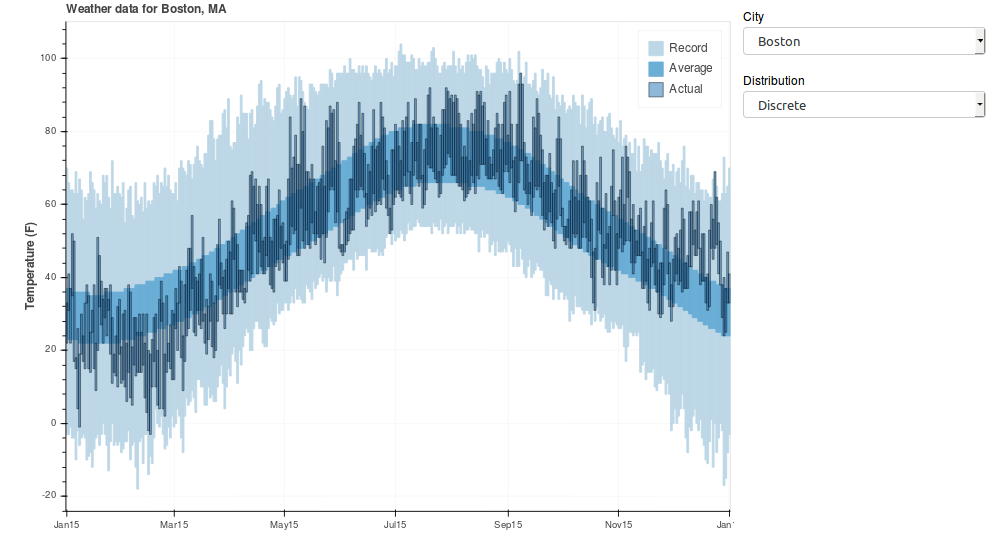 Weather data for Boston, MA
City
Boston
Distribution
Discrete
Record
Average
Actual
Temperature (F)
100
80
60
40
20
0
-20
Jan15
Mar15
May15
Jul15
Sep15
Nov15
Jan